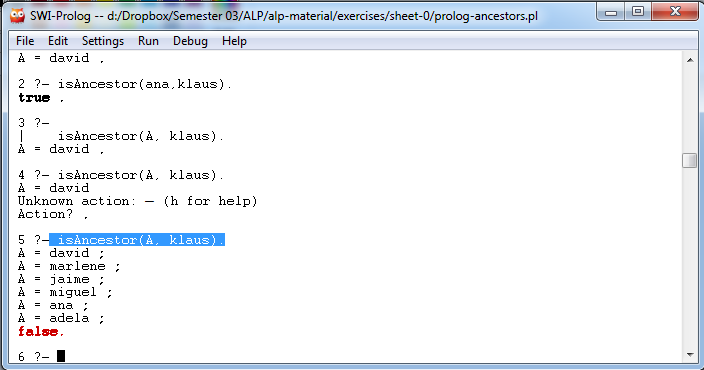 SWI-Prolog -- d:/Dropbox/Semester 03/ALP/alp-material/exercises/sheet-0/prolog-ancestors.pl
File Edit Settings Run Debug Help
A = david .
2 ?- isAncestor(ana,klaus).
true .
3 ?-
|    isAncestor(A, klaus).
A = david .
4 ?- isAncestor(A, klaus).
A = david
Unknown action: - (h for help)
Action? .
5 ?- isAncestor(A, klaus).
A = david ;
A = marlene ;
A = jaime ;
A = miguel ;
A = ana ;
A = adela ;
false.
6 ?-